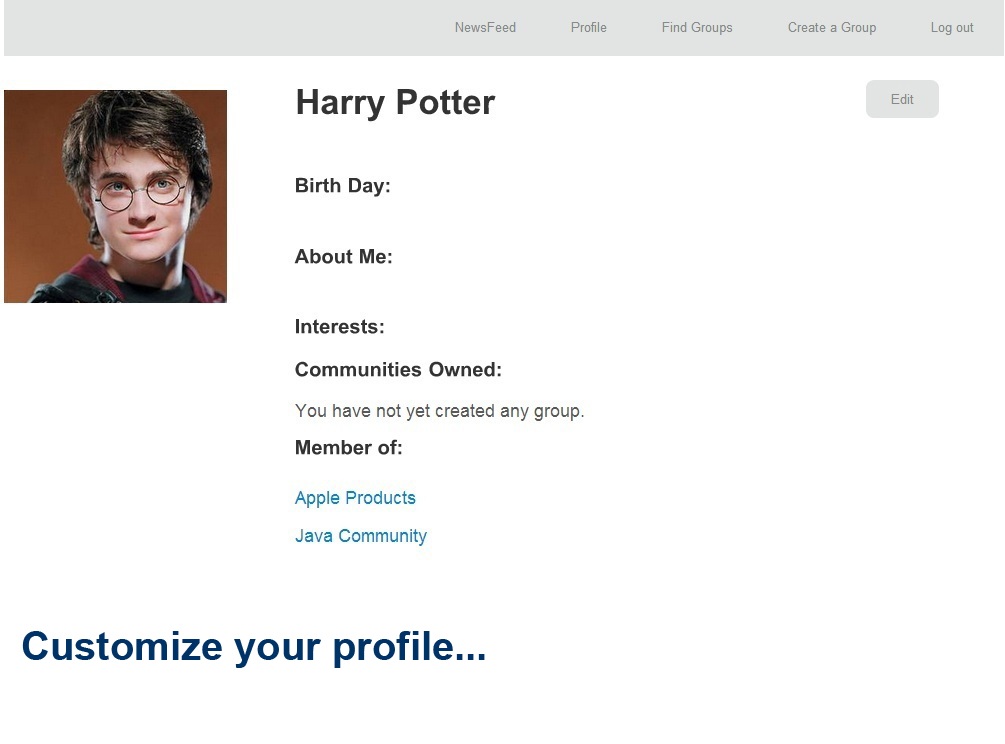 NewsFeed Profile Find Groups Create a Group Log out
Harry Potter
Edit
Birth Day:
About Me:
Interests:
Communities Owned:
You have not yet created any group.
Member of:
Apple Products
Java Community
Customize your profile...